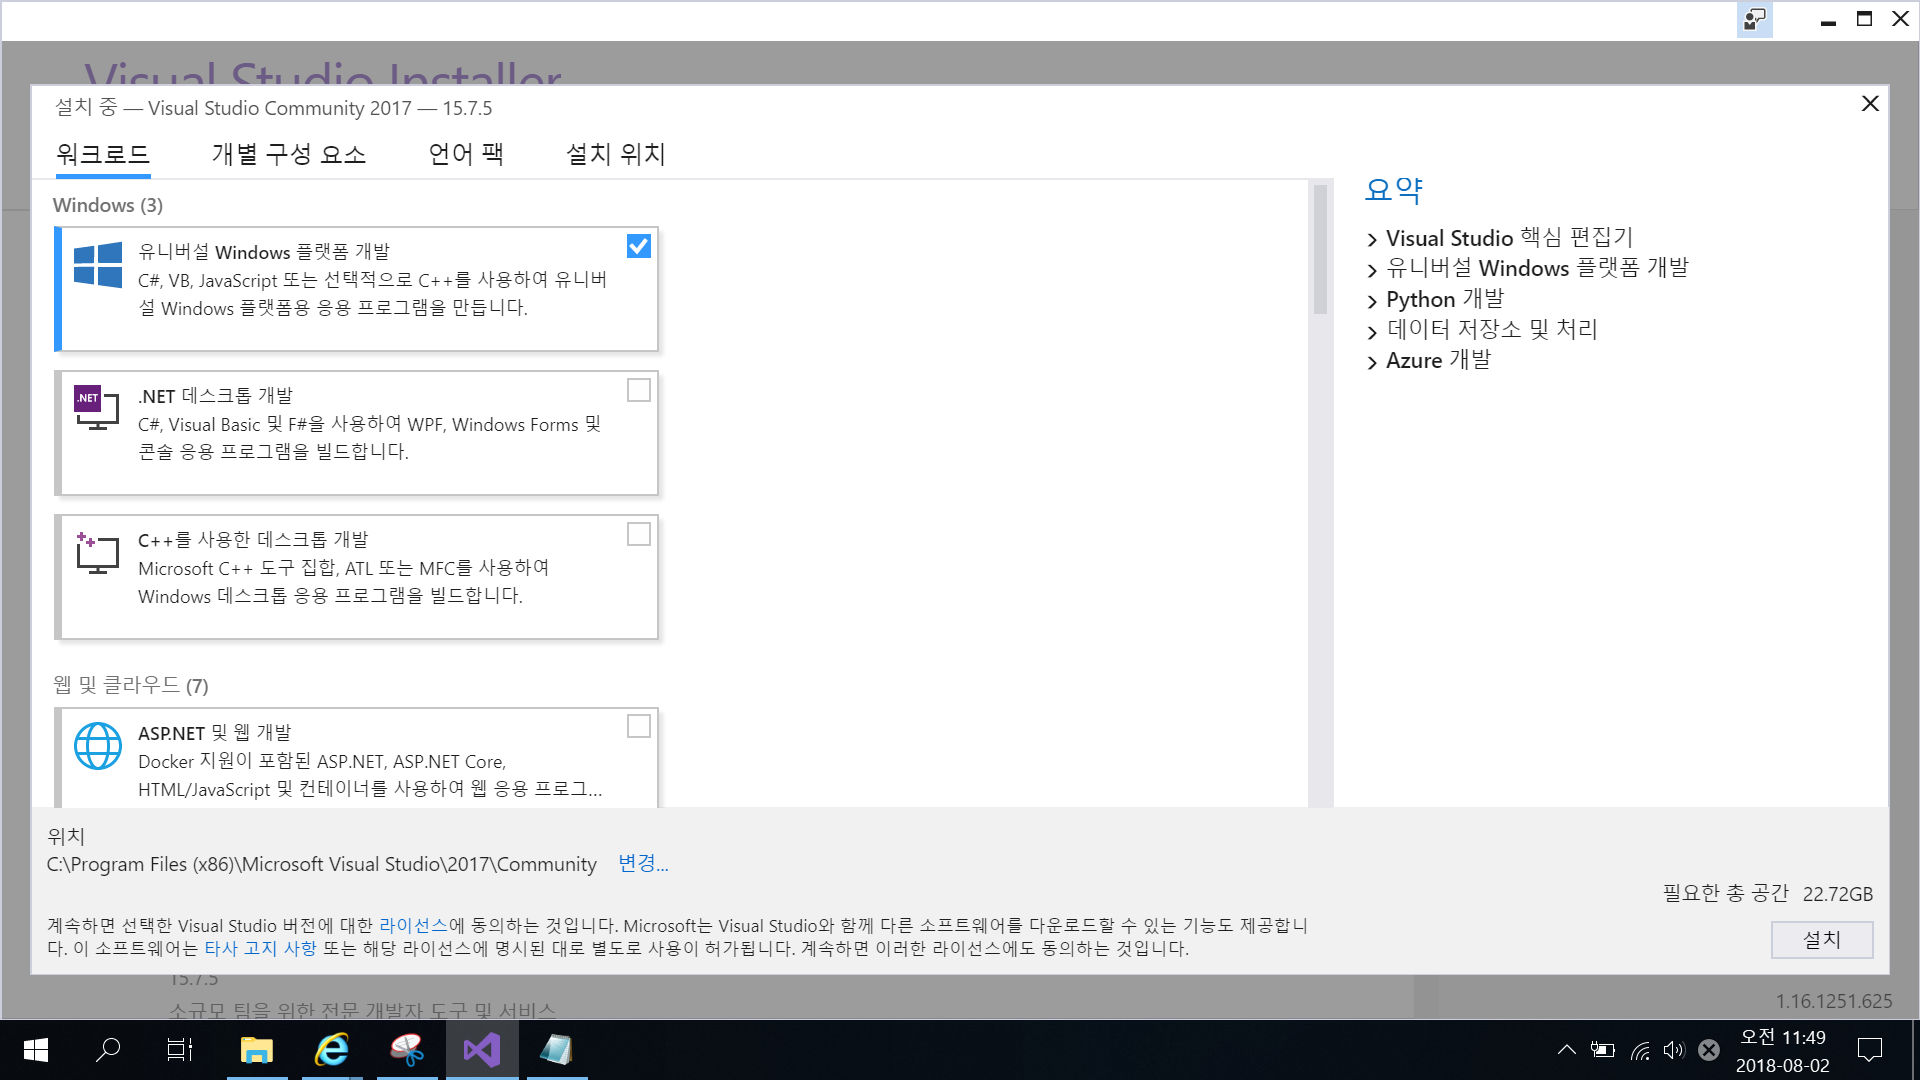 Visual Studio Installer
설치 중 — Visual Studio Community 2017 — 15.7.5
워크로드
개별 구성 요소
언어 팩
설치 위치
Windows (3)
유니버설 Windows 플랫폼 개발
C#, VB, JavaScript 또는 선택적으로 C++를 사용하여 유니버
설 Windows 플랫폼용 응용 프로그램을 만듭니다.
.NET
.NET 데스크톱 개발
C#, Visual Basic 및 F#을 사용하여 WPF, Windows Forms 및
콘솔 응용 프로그램을 빌드합니다.
C++를 사용한 데스크톱 개발
Microsoft C++ 도구 집합, ATL 또는 MFC를 사용하여
Windows 데스크톱 응용 프로그램을 빌드합니다.
웹 및 클라우드 (7)
ASP.NET 및 웹 개발
Docker 지원이 포함된 ASP.NET, ASP.NET Core,
HTML/JavaScript 및 컨테이너를 사용하여 웹 응용 프로그...
요약
Visual Studio 핵심 편집기
유니버설 Windows 플랫폼 개발
Python 개발
데이터 저장소 및 처리
Azure 개발
위치
C:\Program Files (x86)\Microsoft Visual Studio\2017\Community 변경...
필요한 총 공간 22.72GB
계속하면 선택한 Visual Studio 버전에 대한 라이선스에 동의하는 것입니다. Microsoft는 Visual Studio와 함께 다른 소프트웨어를 다운로드할 수 있는 기능도 제공합니
다. 이 소프트웨어는 타사 고지 사항 또는 해당 라이선스에 명시된 대로 별도로 사용이 허가됩니다. 계속하면 이러한 라이선스에도 동의하는 것입니다.
설치
15.7.5
소규모 팀을 위한 전문 개발자 도구 및 서비스
1.16.1251.625
오전 11:49
2018-08-02